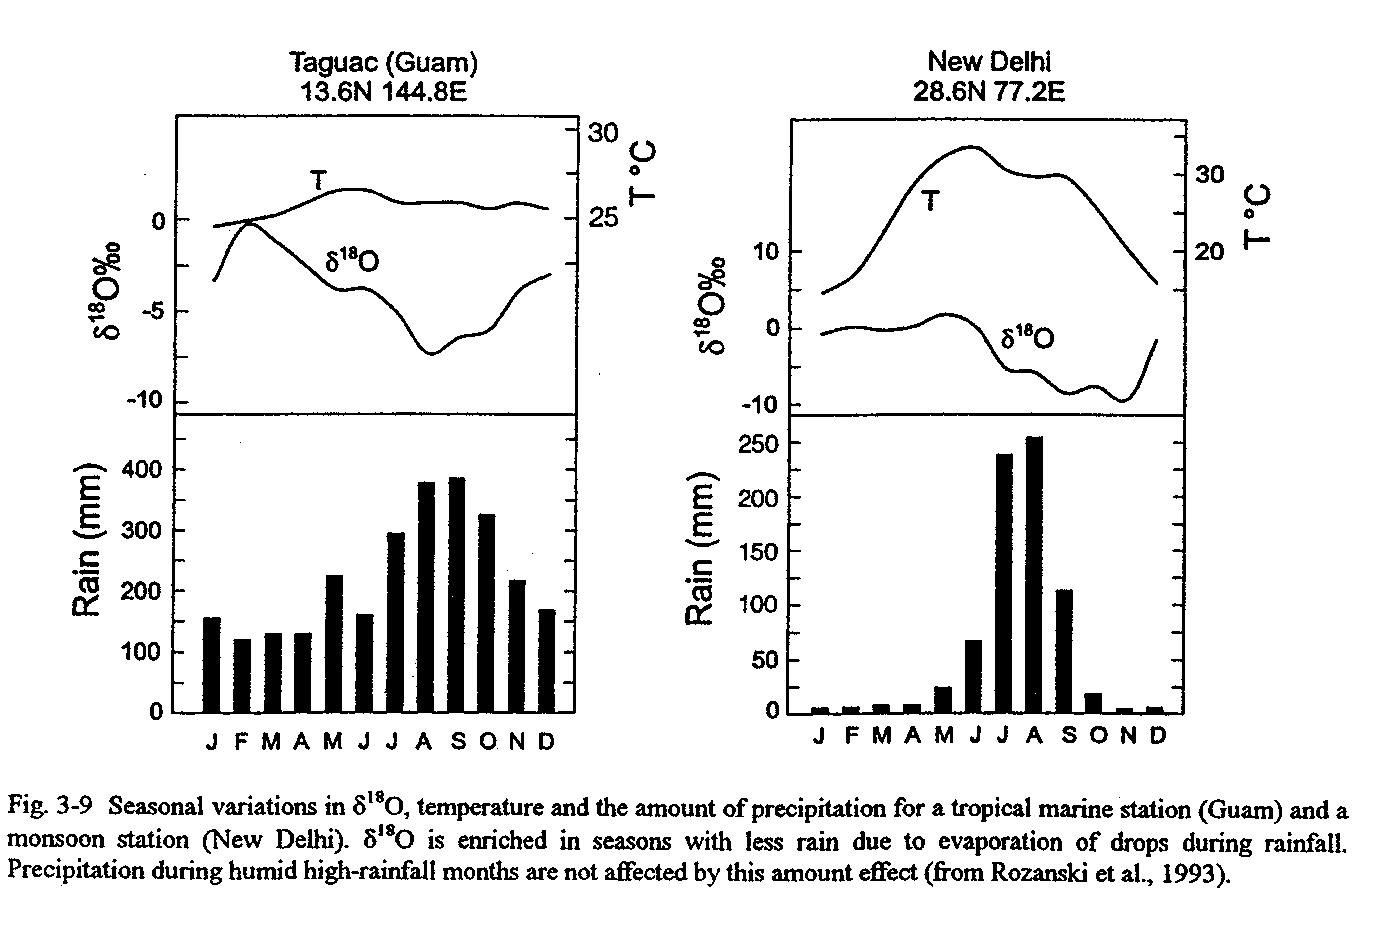 Taguac (Guam)
13.6N 144.8E
New Delhi
28.6N 77.2E
T
δ¹⁸O
0
-5
-10
δ¹⁸O‰
30
25
T °C
400
300
200
100
0
Rain (mm)
J F M A M J J A S O N D
T
δ¹⁸O
10
0
-10
δ¹⁸O‰
30
20
T °C
250
200
150
100
50
0
Rain (mm)
J F M A M J J A S O N D
Fig. 3-9 Seasonal variations in δ¹⁸O, temperature and the amount of precipitation for a tropical marine station (Guam) and a
monsoon station (New Delhi). δ¹⁸O is enriched in seasons with less rain due to evaporation of drops during rainfall.
Precipitation during humid high-rainfall months are not affected by this amount effect (from Rozanski et al., 1993).